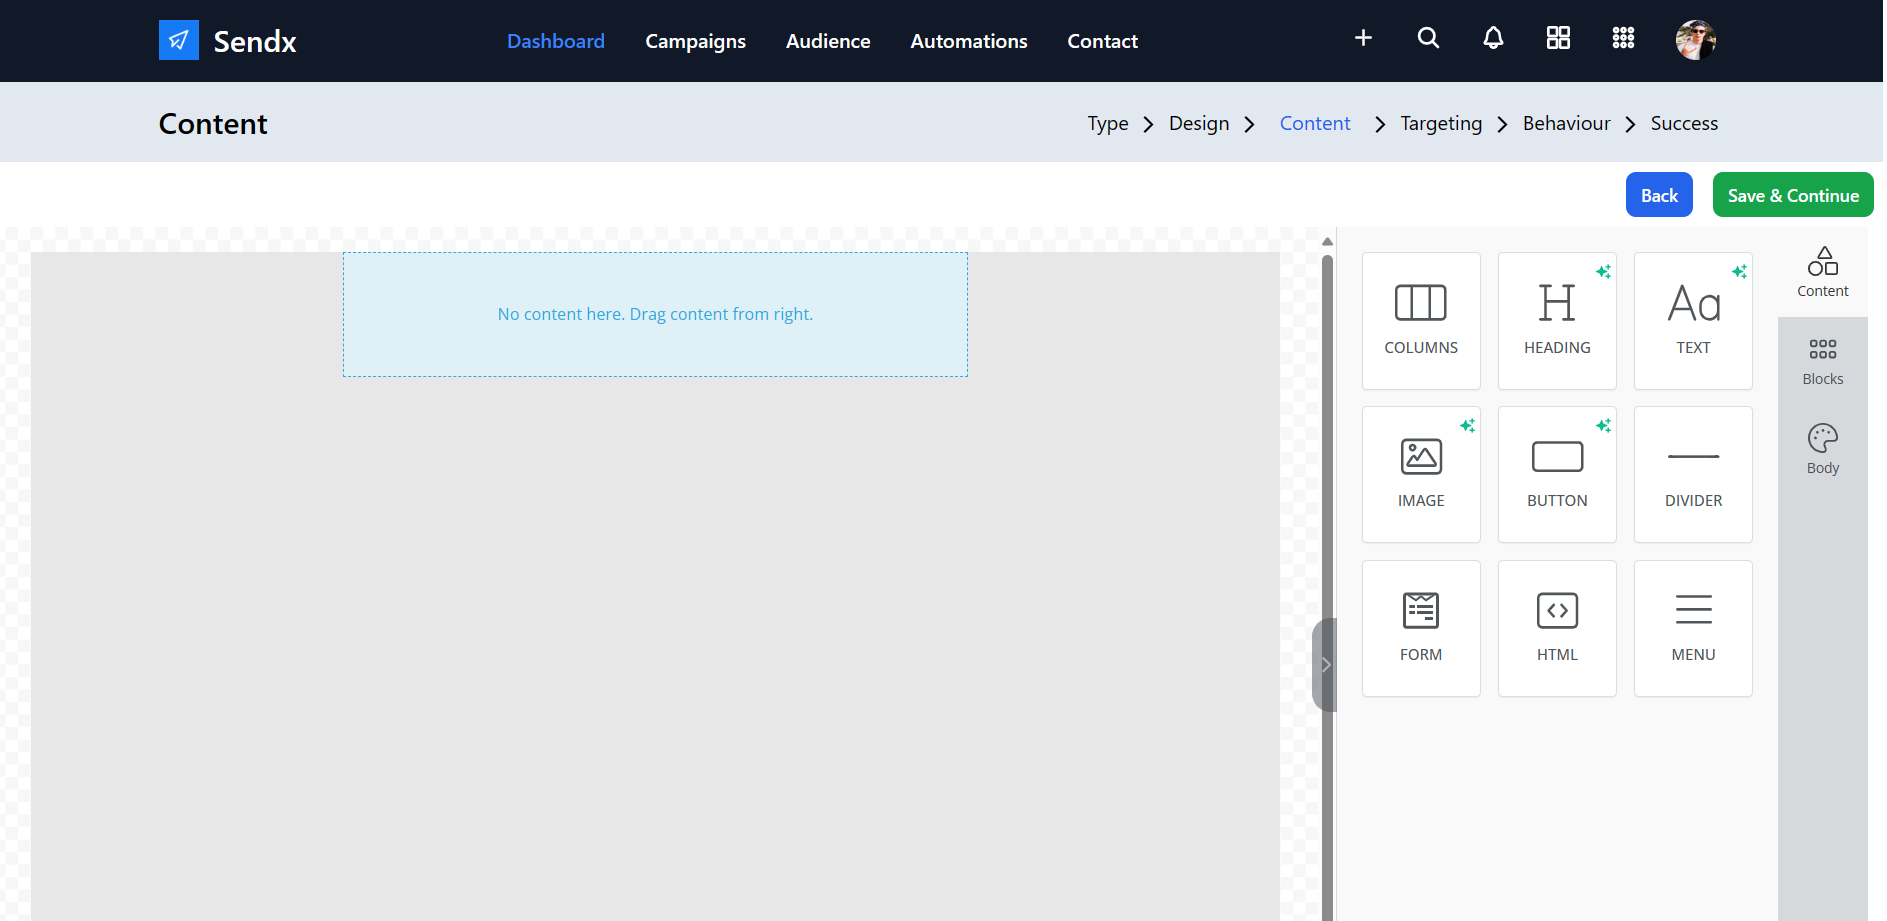 Sendx
Dashboard Campaigns Audience Automations Contact
Content
Type Design Content Targeting Behaviour Success
Back Save & Continue
No content here. Drag content from right.
COLUMNS HEADING TEXT
IMAGE BUTTON DIVIDER
FORM HTML MENU
Content
Blocks
Body